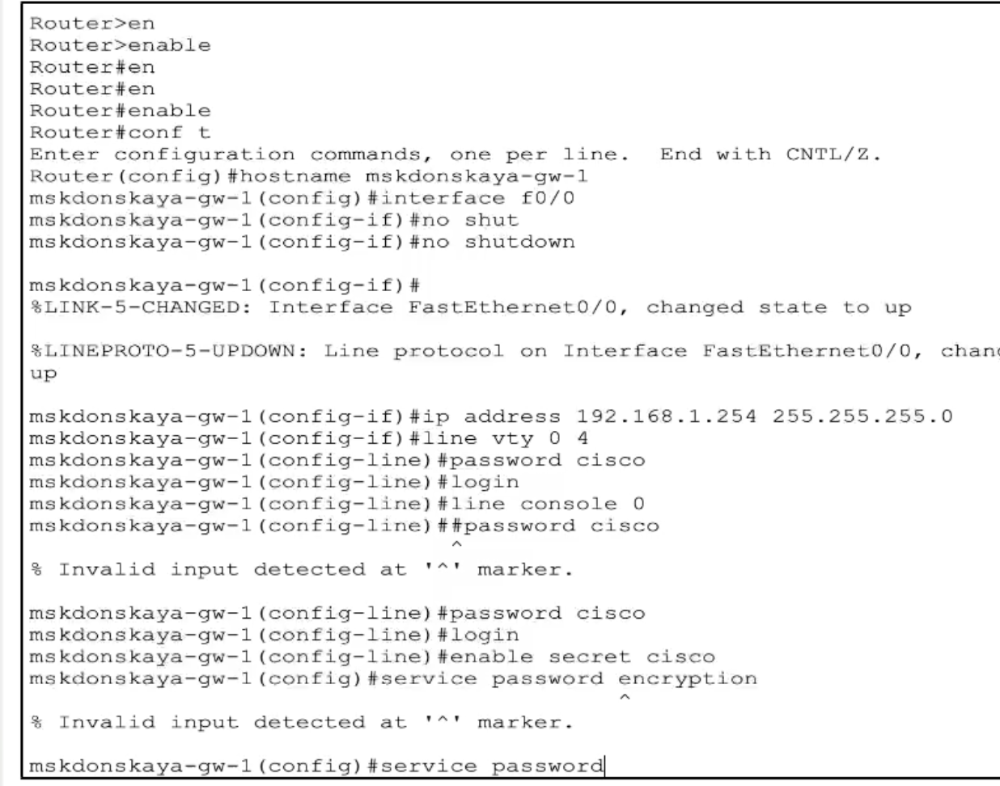 Router>en
Router>enable
Router#en
Router#en
Router#enable
Router#conf t
Enter configuration commands, one per line.  End with CNTL/Z.
Router(config)#hostname mskdonskaya-gw-1
mskdonskaya-gw-1(config)#interface f0/0
mskdonskaya-gw-1(config-if)#no shut
mskdonskaya-gw-1(config-if)#no shutdown
mskdonskaya-gw-1(config-if)#
%LINK-5-CHANGED: Interface FastEthernet0/0, changed state to up
%LINEPROTO-5-UPDOWN: Line protocol on Interface FastEthernet0/0,
up
mskdonskaya-gw-1(config-if)#ip address 192.168.1.254 255.255.255.0
mskdonskaya-gw-1(config-if)#line vty 0 4
mskdonskaya-gw-1(config-line)#password cisco
mskdonskaya-gw-1(config-line)#login
mskdonskaya-gw-1(config-line)#line console 0
mskdonskaya-gw-1(config-line)##password cisco
^
% Invalid input detected at '^' marker.
mskdonskaya-gw-1(config-line)#password cisco
mskdonskaya-gw-1(config-line)#login
mskdonskaya-gw-1(config-line)#enable secret cisco
mskdonskaya-gw-1(config)#service password encryption
^
% Invalid input detected at '^' marker.
mskdonskaya-gw-1(config)#service password